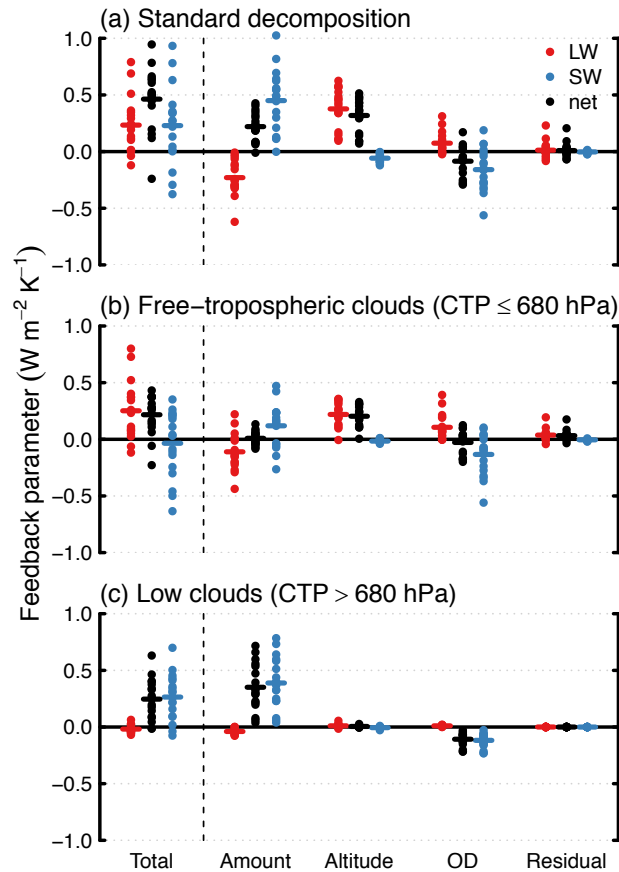 (a) Standard decomposition
1.0
0.5
0.0
−0.5
−1.0
LW
SW
net
(b) Free−tropospheric clouds (CTP ≤ 680 hPa)
1.0
0.5
0.0
−0.5
−1.0
(c) Low clouds (CTP > 680 hPa)
1.0
0.5
0.0
−0.5
−1.0
Feedback parameter (W m⁻² K⁻¹)
Total Amount Altitude OD Residual